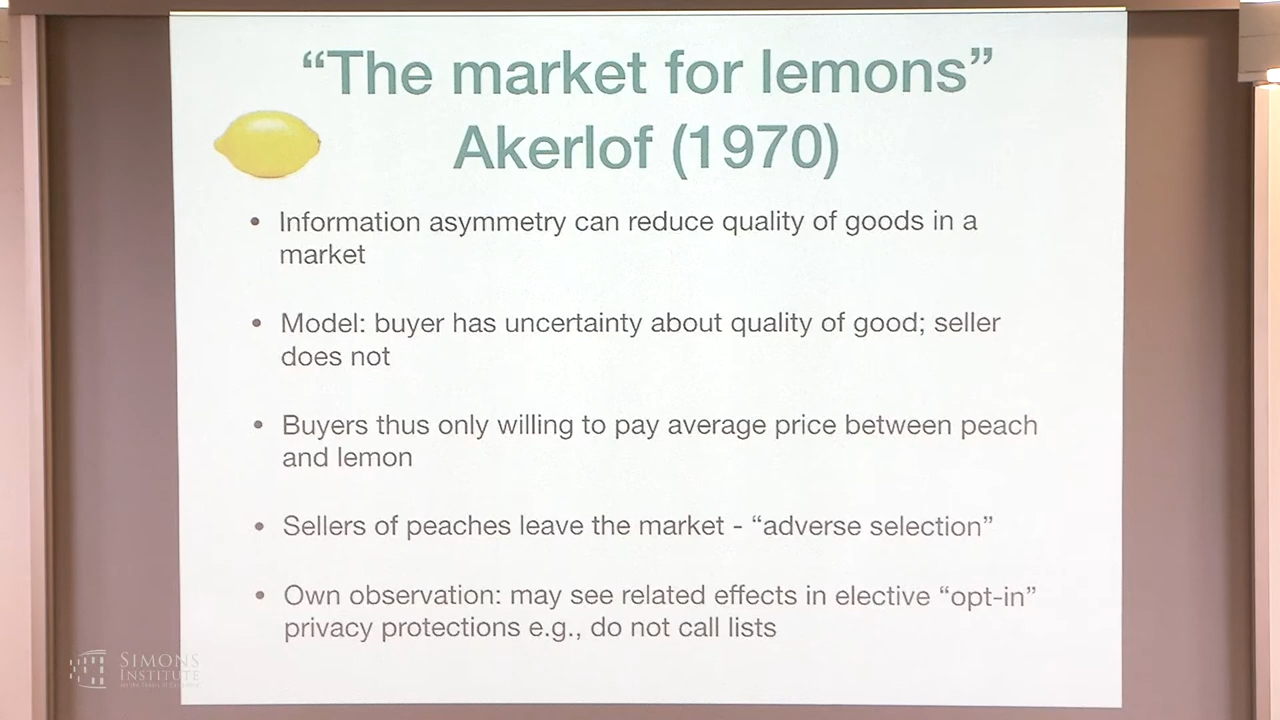 “The market for lemons”
Akerlof (1970)
• Information asymmetry can reduce quality of goods in a
market
• Model: buyer has uncertainty about quality of good; seller
does not
• Buyers thus only willing to pay average price between peach
and lemon
• Sellers of peaches leave the market - “adverse selection”
• Own observation: may see related effects in elective “opt-in”
privacy protections e.g., do not call lists
SIMONS
INSTITUTE